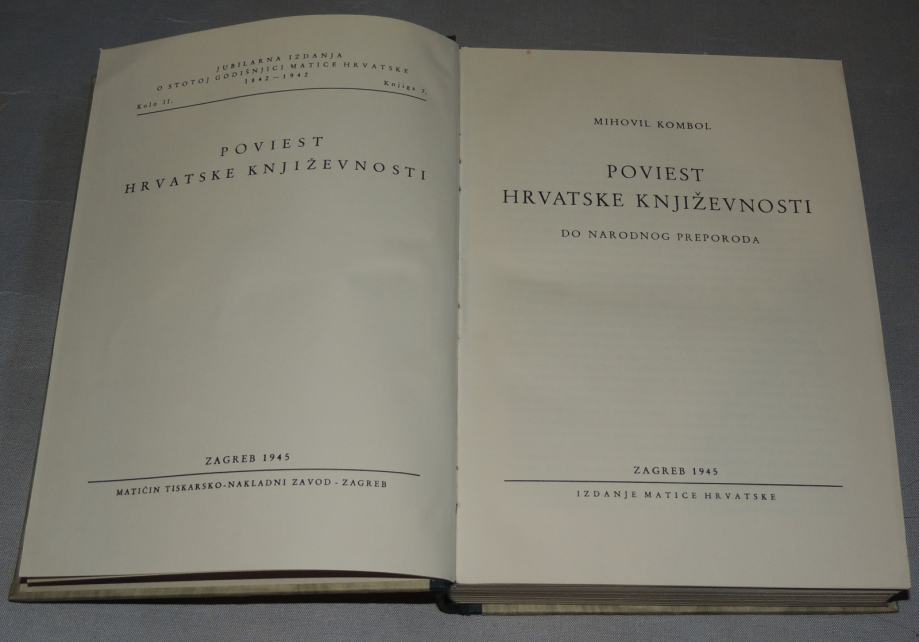 JUBILARNA IZDANJA
O STOTOJ GODIŠNJICI MATICE HRVATSKE
1842—1942
Kolo II. Knjiga 3.
POVIEST
HRVATSKE KNJIŽEVNOSTI
ZAGREB 1945
MATIČIN TISKARSKO-NAKLADNI ZAVOD - ZAGREB
MIHOVIL KOMBOL
POVIEST
HRVATSKE KNJIŽEVNOSTI
DO NARODNOG PREPORODA
ZAGREB 1945
IZDANJE MATICE HRVATSKE